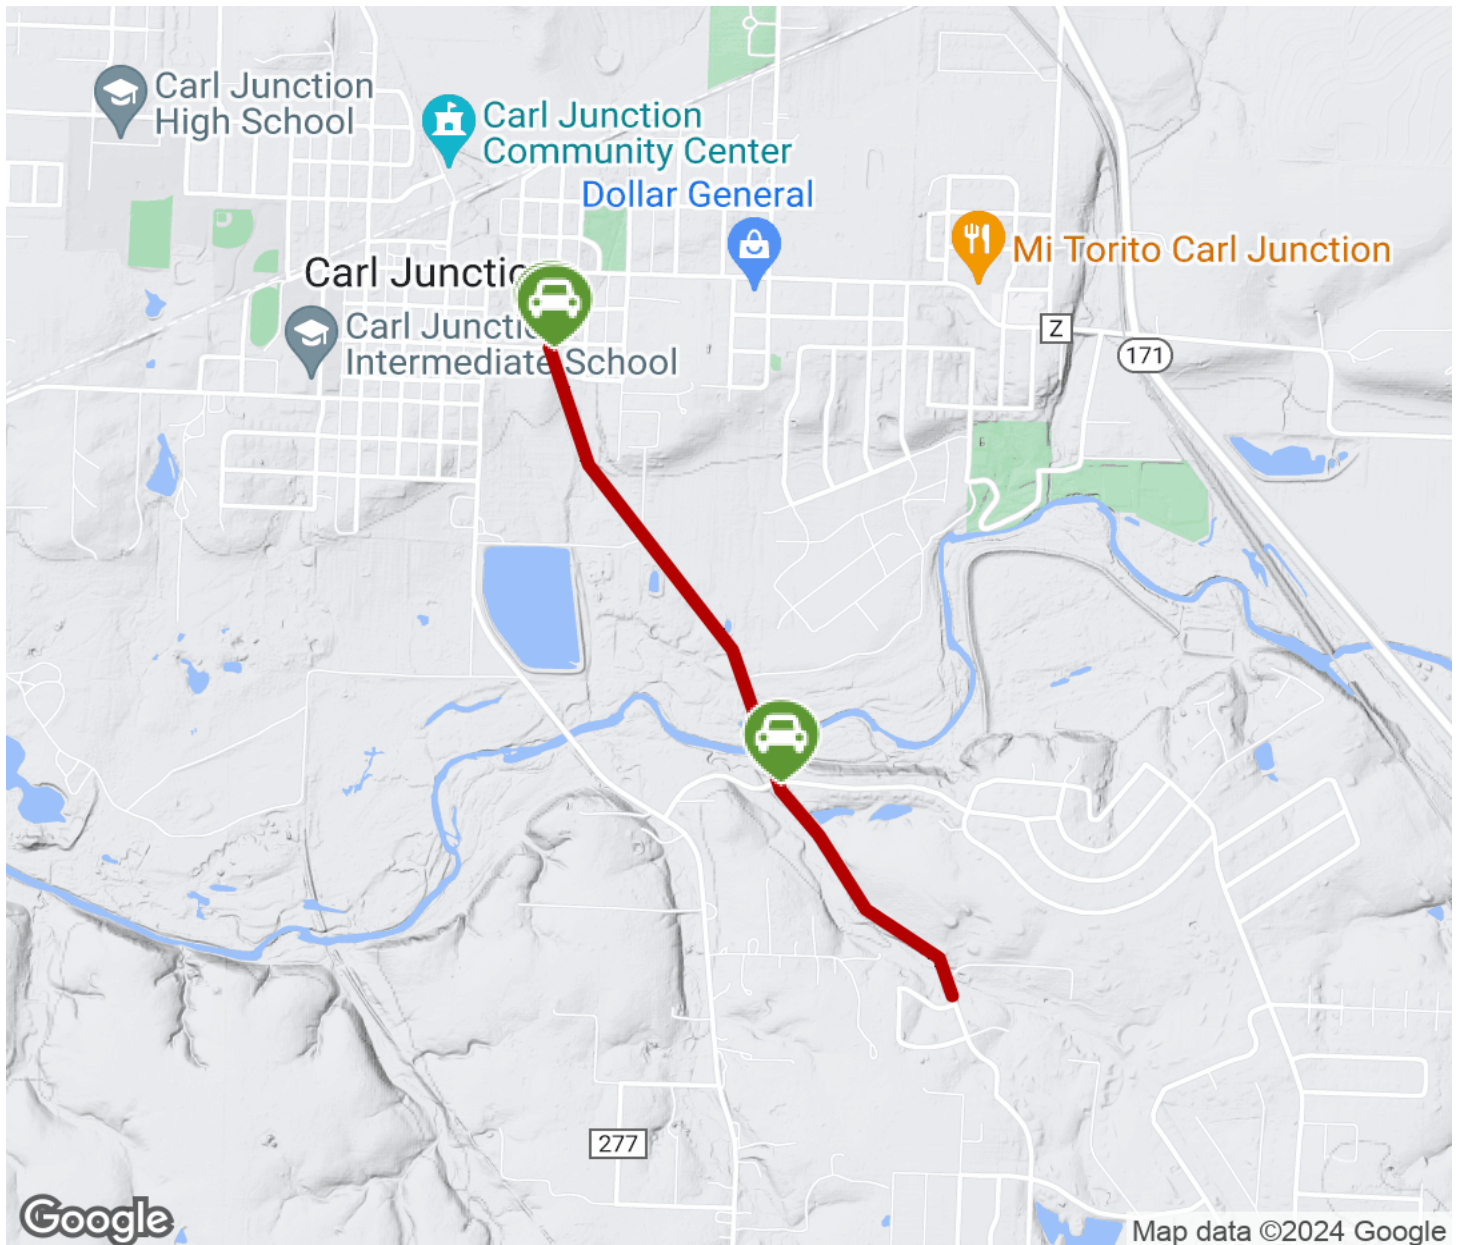 Carl Junction
High School
Carl Junction
Community Center
Dollar General
Mi Torito Carl Junction
Carl Junctio
Carl Juncti
Intermediate School
Z
171
277
Google
Map data ©2024 Google